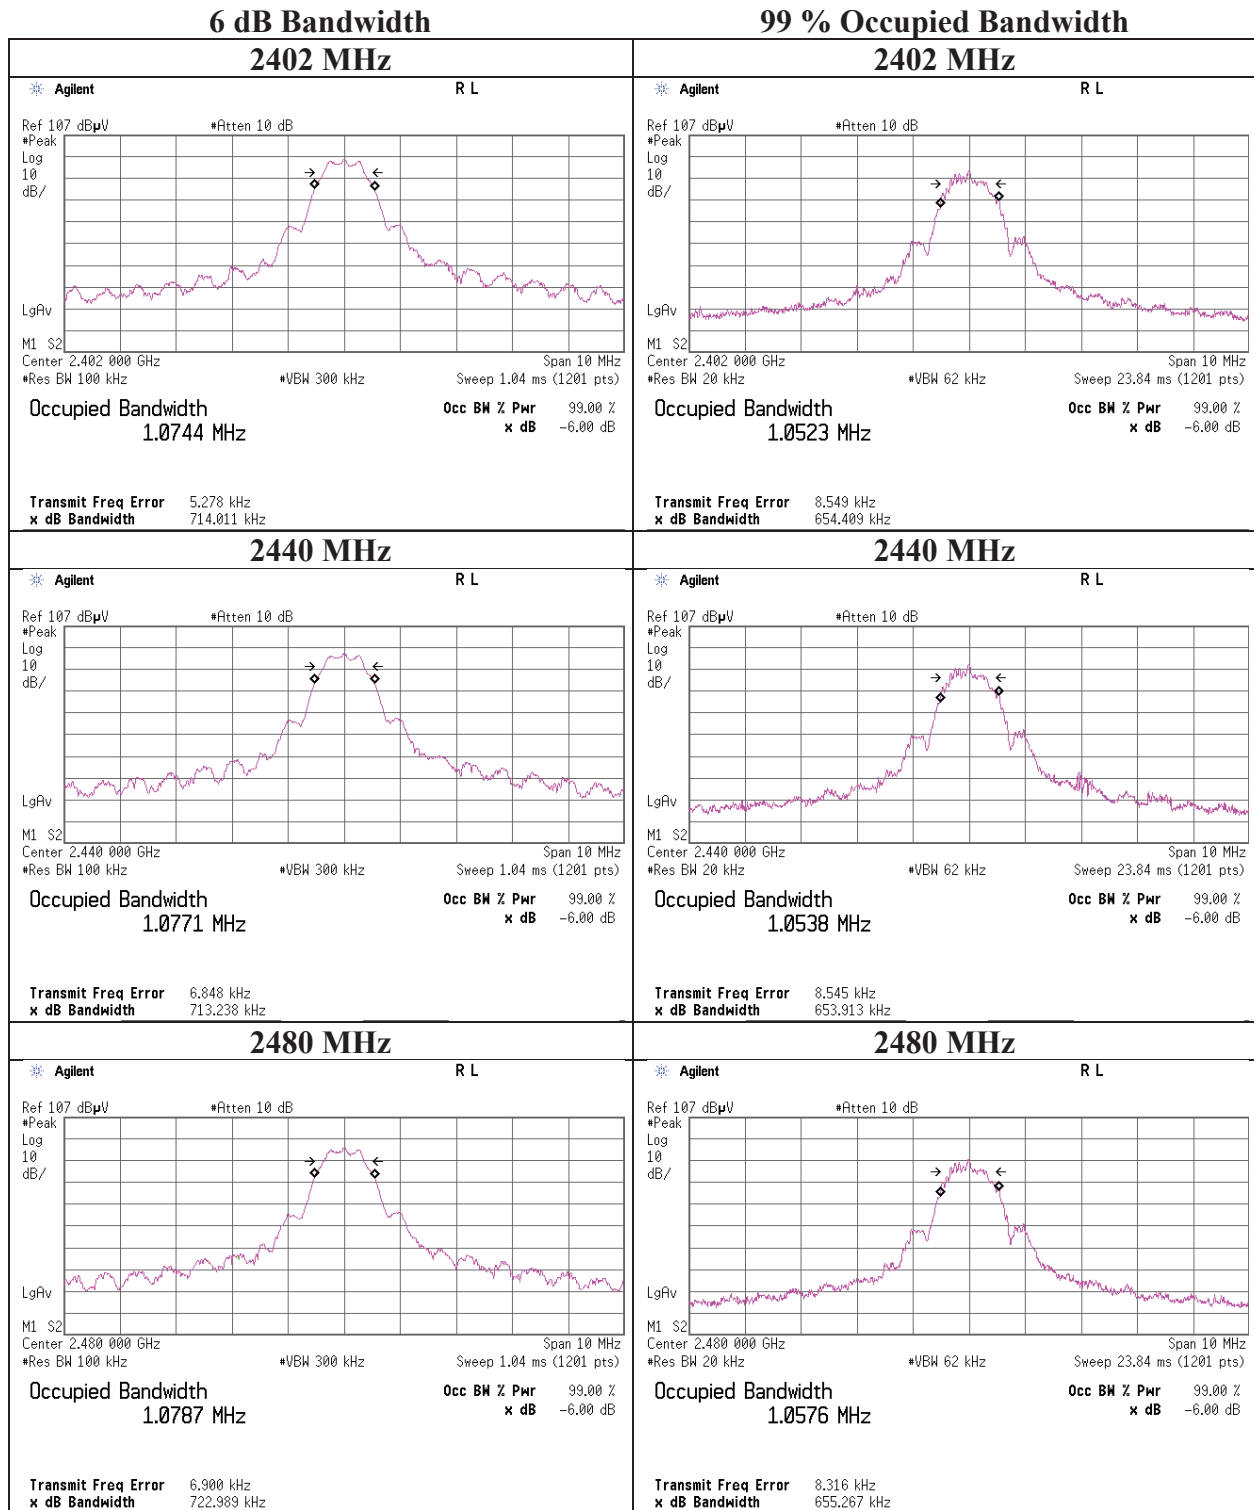 6 dB Bandwidth
99 % Occupied Bandwidth
2402 MHz
Agilent
R L
Ref 107 dBµV
#Atten 10 dB
#Peak
Log
10
dB/
LgAv
M1 S2
Center 2.402 000 GHz
Span 10 MHz
#Res BW 100 kHz
#VBW 300 kHz
Sweep 1.04 ms (1201 pts)
Occupied Bandwidth
1.0744 MHz
Occ BW % Pwr 99.00 %
x dB -6.00 dB
Transmit Freq Error 5.278 kHz
x dB Bandwidth 714.011 kHz
2402 MHz
Agilent
R L
Ref 107 dBµV
#Atten 10 dB
#Peak
Log
10
dB/
LgAv
M1 S2
Center 2.402 000 GHz
Span 10 MHz
#Res BW 20 kHz
#VBW 62 kHz
Sweep 23.84 ms (1201 pts)
Occupied Bandwidth
1.0523 MHz
Occ BW % Pwr 99.00 %
x dB -6.00 dB
Transmit Freq Error 8.549 kHz
x dB Bandwidth 654.409 kHz
2440 MHz
Agilent
R L
Ref 107 dBµV
#Atten 10 dB
#Peak
Log
10
dB/
LgAv
M1 S2
Center 2.440 000 GHz
Span 10 MHz
#Res BW 100 kHz
#VBW 300 kHz
Sweep 1.04 ms (1201 pts)
Occupied Bandwidth
1.0771 MHz
Occ BW % Pwr 99.00 %
x dB -6.00 dB
Transmit Freq Error 6.848 kHz
x dB Bandwidth 713.238 kHz
2440 MHz
Agilent
R L
Ref 107 dBµV
#Atten 10 dB
#Peak
Log
10
dB/
LgAv
M1 S2
Center 2.440 000 GHz
Span 10 MHz
#Res BW 20 kHz
#VBW 62 kHz
Sweep 23.84 ms (1201 pts)
Occupied Bandwidth
1.0538 MHz
Occ BW % Pwr 99.00 %
x dB -6.00 dB
Transmit Freq Error 8.545 kHz
x dB Bandwidth 653.913 kHz
2480 MHz
Agilent
R L
Ref 107 dBµV
#Atten 10 dB
#Peak
Log
10
dB/
LgAv
M1 S2
Center 2.480 000 GHz
Span 10 MHz
#Res BW 100 kHz
#VBW 300 kHz
Sweep 1.04 ms (1201 pts)
Occupied Bandwidth
1.0787 MHz
Occ BW % Pwr 99.00 %
x dB -6.00 dB
Transmit Freq Error 6.900 kHz
x dB Bandwidth 722.989 kHz
2480 MHz
Agilent
R L
Ref 107 dBµV
#Atten 10 dB
#Peak
Log
10
dB/
LgAv
M1 S2
Center 2.480 000 GHz
Span 10 MHz
#Res BW 20 kHz
#VBW 62 kHz
Sweep 23.84 ms (1201 pts)
Occupied Bandwidth
1.0576 MHz
Occ BW % Pwr 99.00 %
x dB -6.00 dB
Transmit Freq Error 8.316 kHz
x dB Bandwidth 655.267 kHz